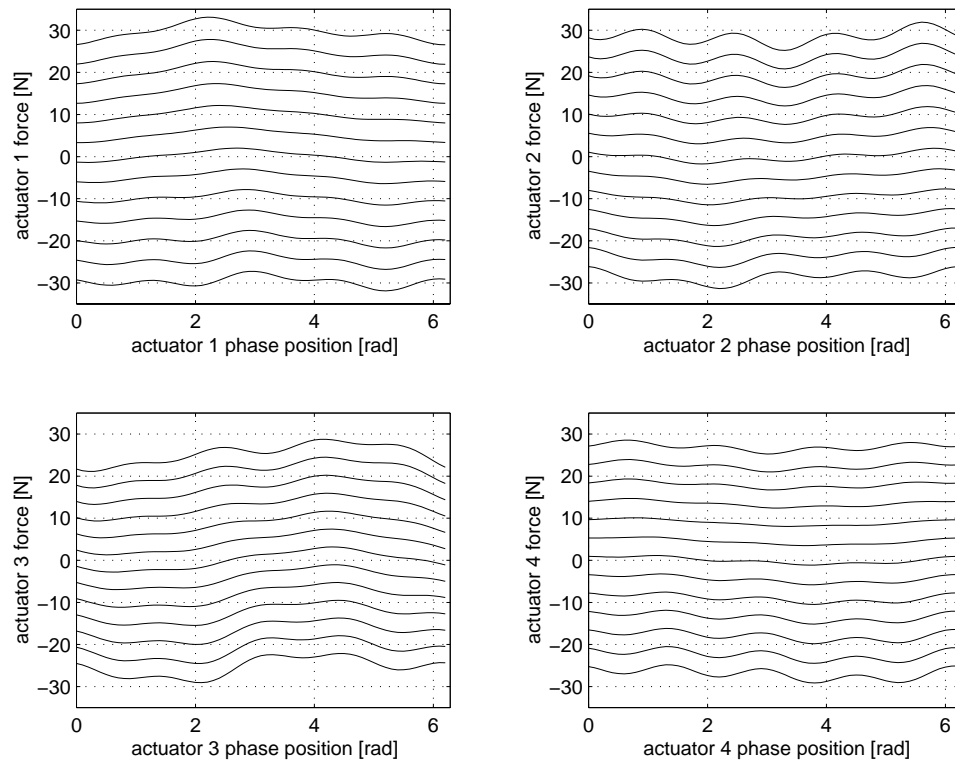 30
20
10
0
−10
−20
−30
actuator 1 force [N]
0 2 4 6
actuator 1 phase position [rad]
30
20
10
0
−10
−20
−30
actuator 2 force [N]
0 2 4 6
actuator 2 phase position [rad]
30
20
10
0
−10
−20
−30
actuator 3 force [N]
0 2 4 6
actuator 3 phase position [rad]
30
20
10
0
−10
−20
−30
actuator 4 force [N]
0 2 4 6
actuator 4 phase position [rad]